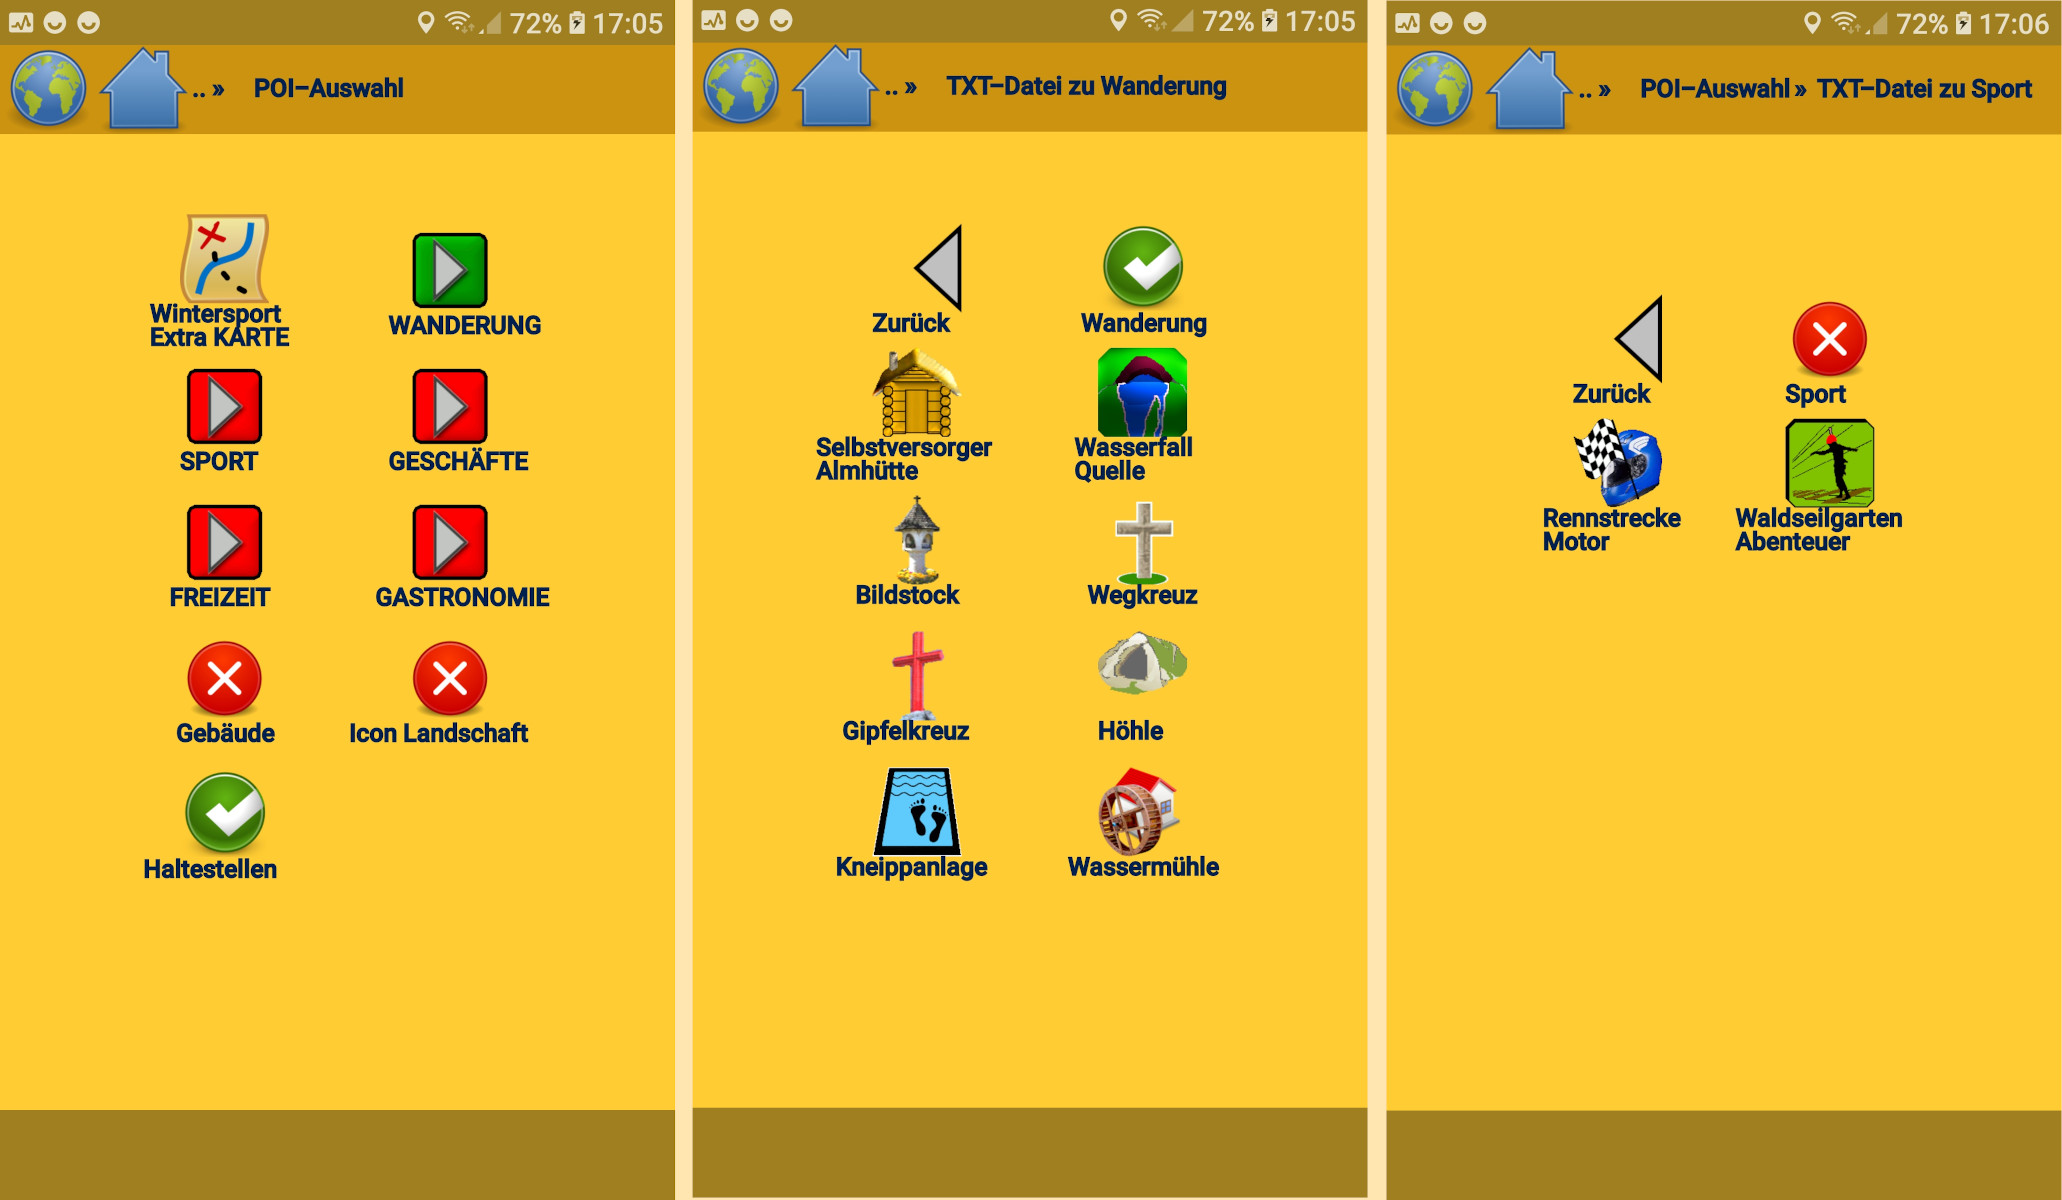 72% 17:05
.. » POI-Auswahl
Wintersport
Extra KARTE
WANDERUNG
SPORT
GESCHÄFTE
FREIZEIT
GASTRONOMIE
Gebäude
Icon Landschaft
Haltestellen
72% 17:05
.. » TXT-Datei zu Wanderung
Zurück
Wanderung
Selbstversorger
Almhütte
Wasserfall
Quelle
Bildstock
Wegkreuz
Gipfelkreuz
Höhle
Kneippanlage
Wassermühle
72% 17:06
.. » POI-Auswahl » TXT-Datei zu Sport
Zurück
Sport
Rennstrecke
Motor
Waldseilgarten
Abenteuer